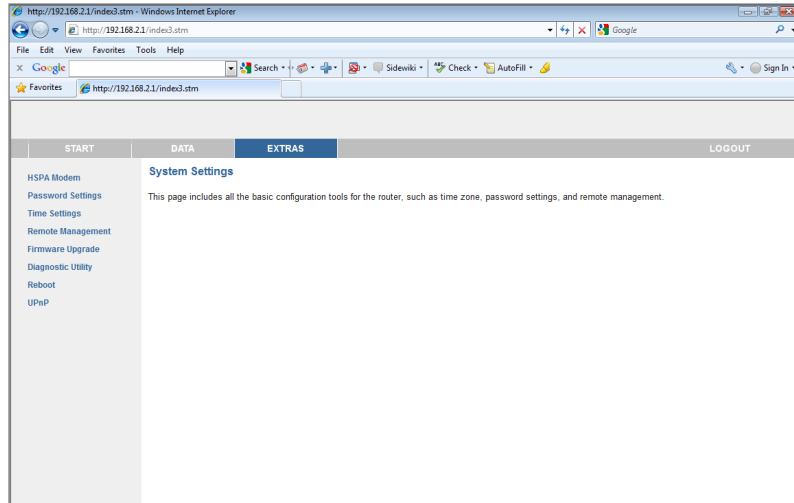 http://192.168.2.1/index3.stm - Windows Internet Explorer
http://192.168.2.1/index3.stm
Google
File Edit View Favorites Tools Help
x Google Search Sidewiki Check AutoFill Sign In
Favorites http://192.168.2.1/index3.stm
START DATA EXTRAS LOGOUT
HSPA Modem
Password Settings
Time Settings
Remote Management
Firmware Upgrade
Diagnostic Utility
Reboot
UPnP
System Settings
This page includes all the basic configuration tools for the router, such as time zone, password settings, and remote management.